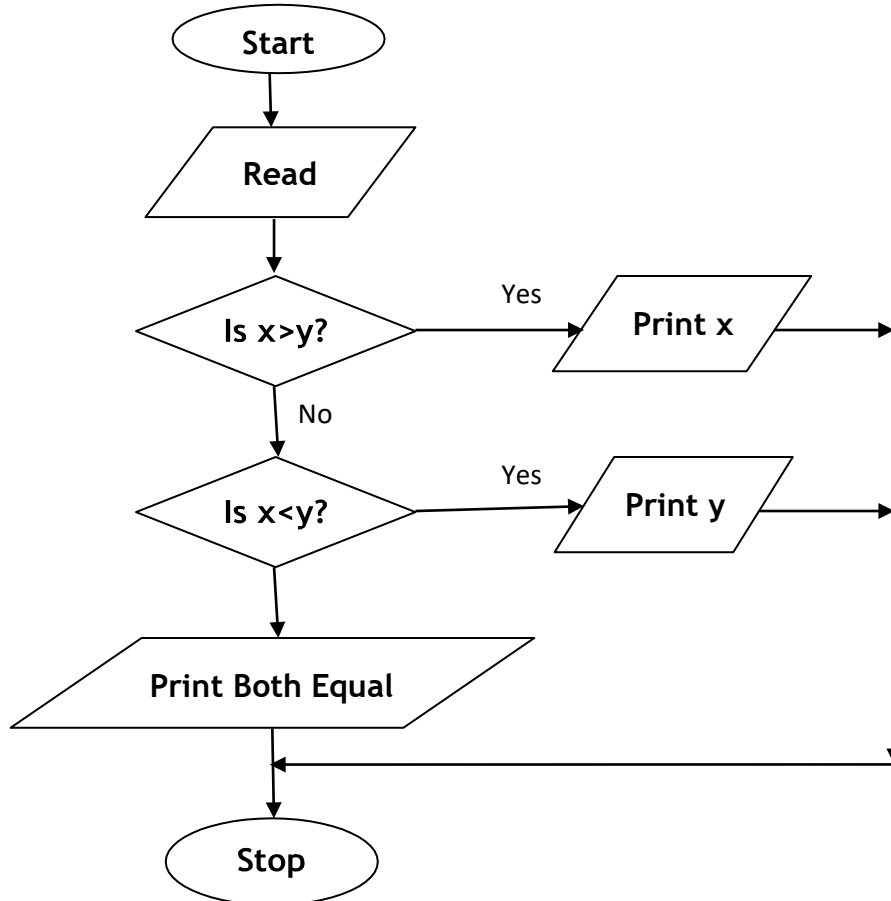 Start
Read
Is x>y?
Yes
Print x
No
Is x<y?
Yes
Print y
Print Both Equal
Stop